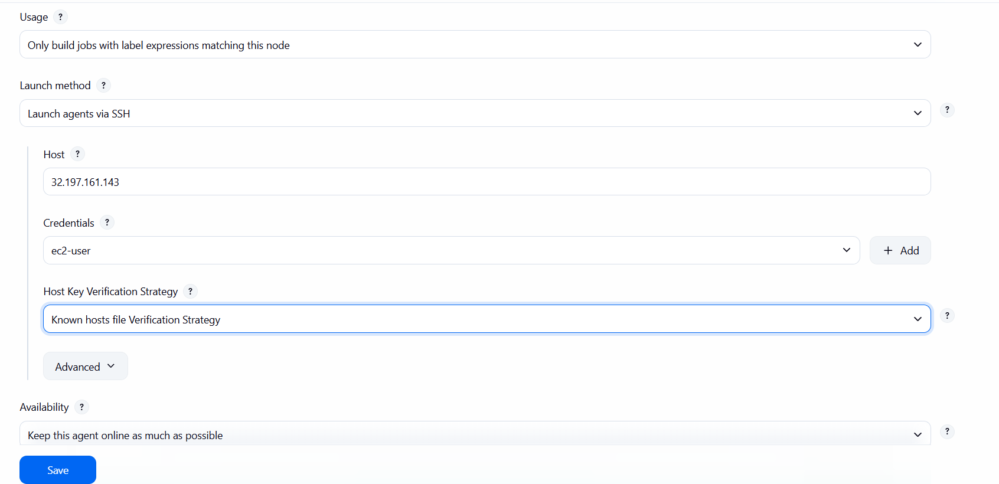 Usage ?
Only build jobs with label expressions matching this node
Launch method ?
Launch agents via SSH
?
Host ?
32.197.161.143
Credentials ?
ec2-user
+ Add
Host Key Verification Strategy ?
Known hosts file Verification Strategy
?
Advanced
Availability ?
Keep this agent online as much as possible
?
Save